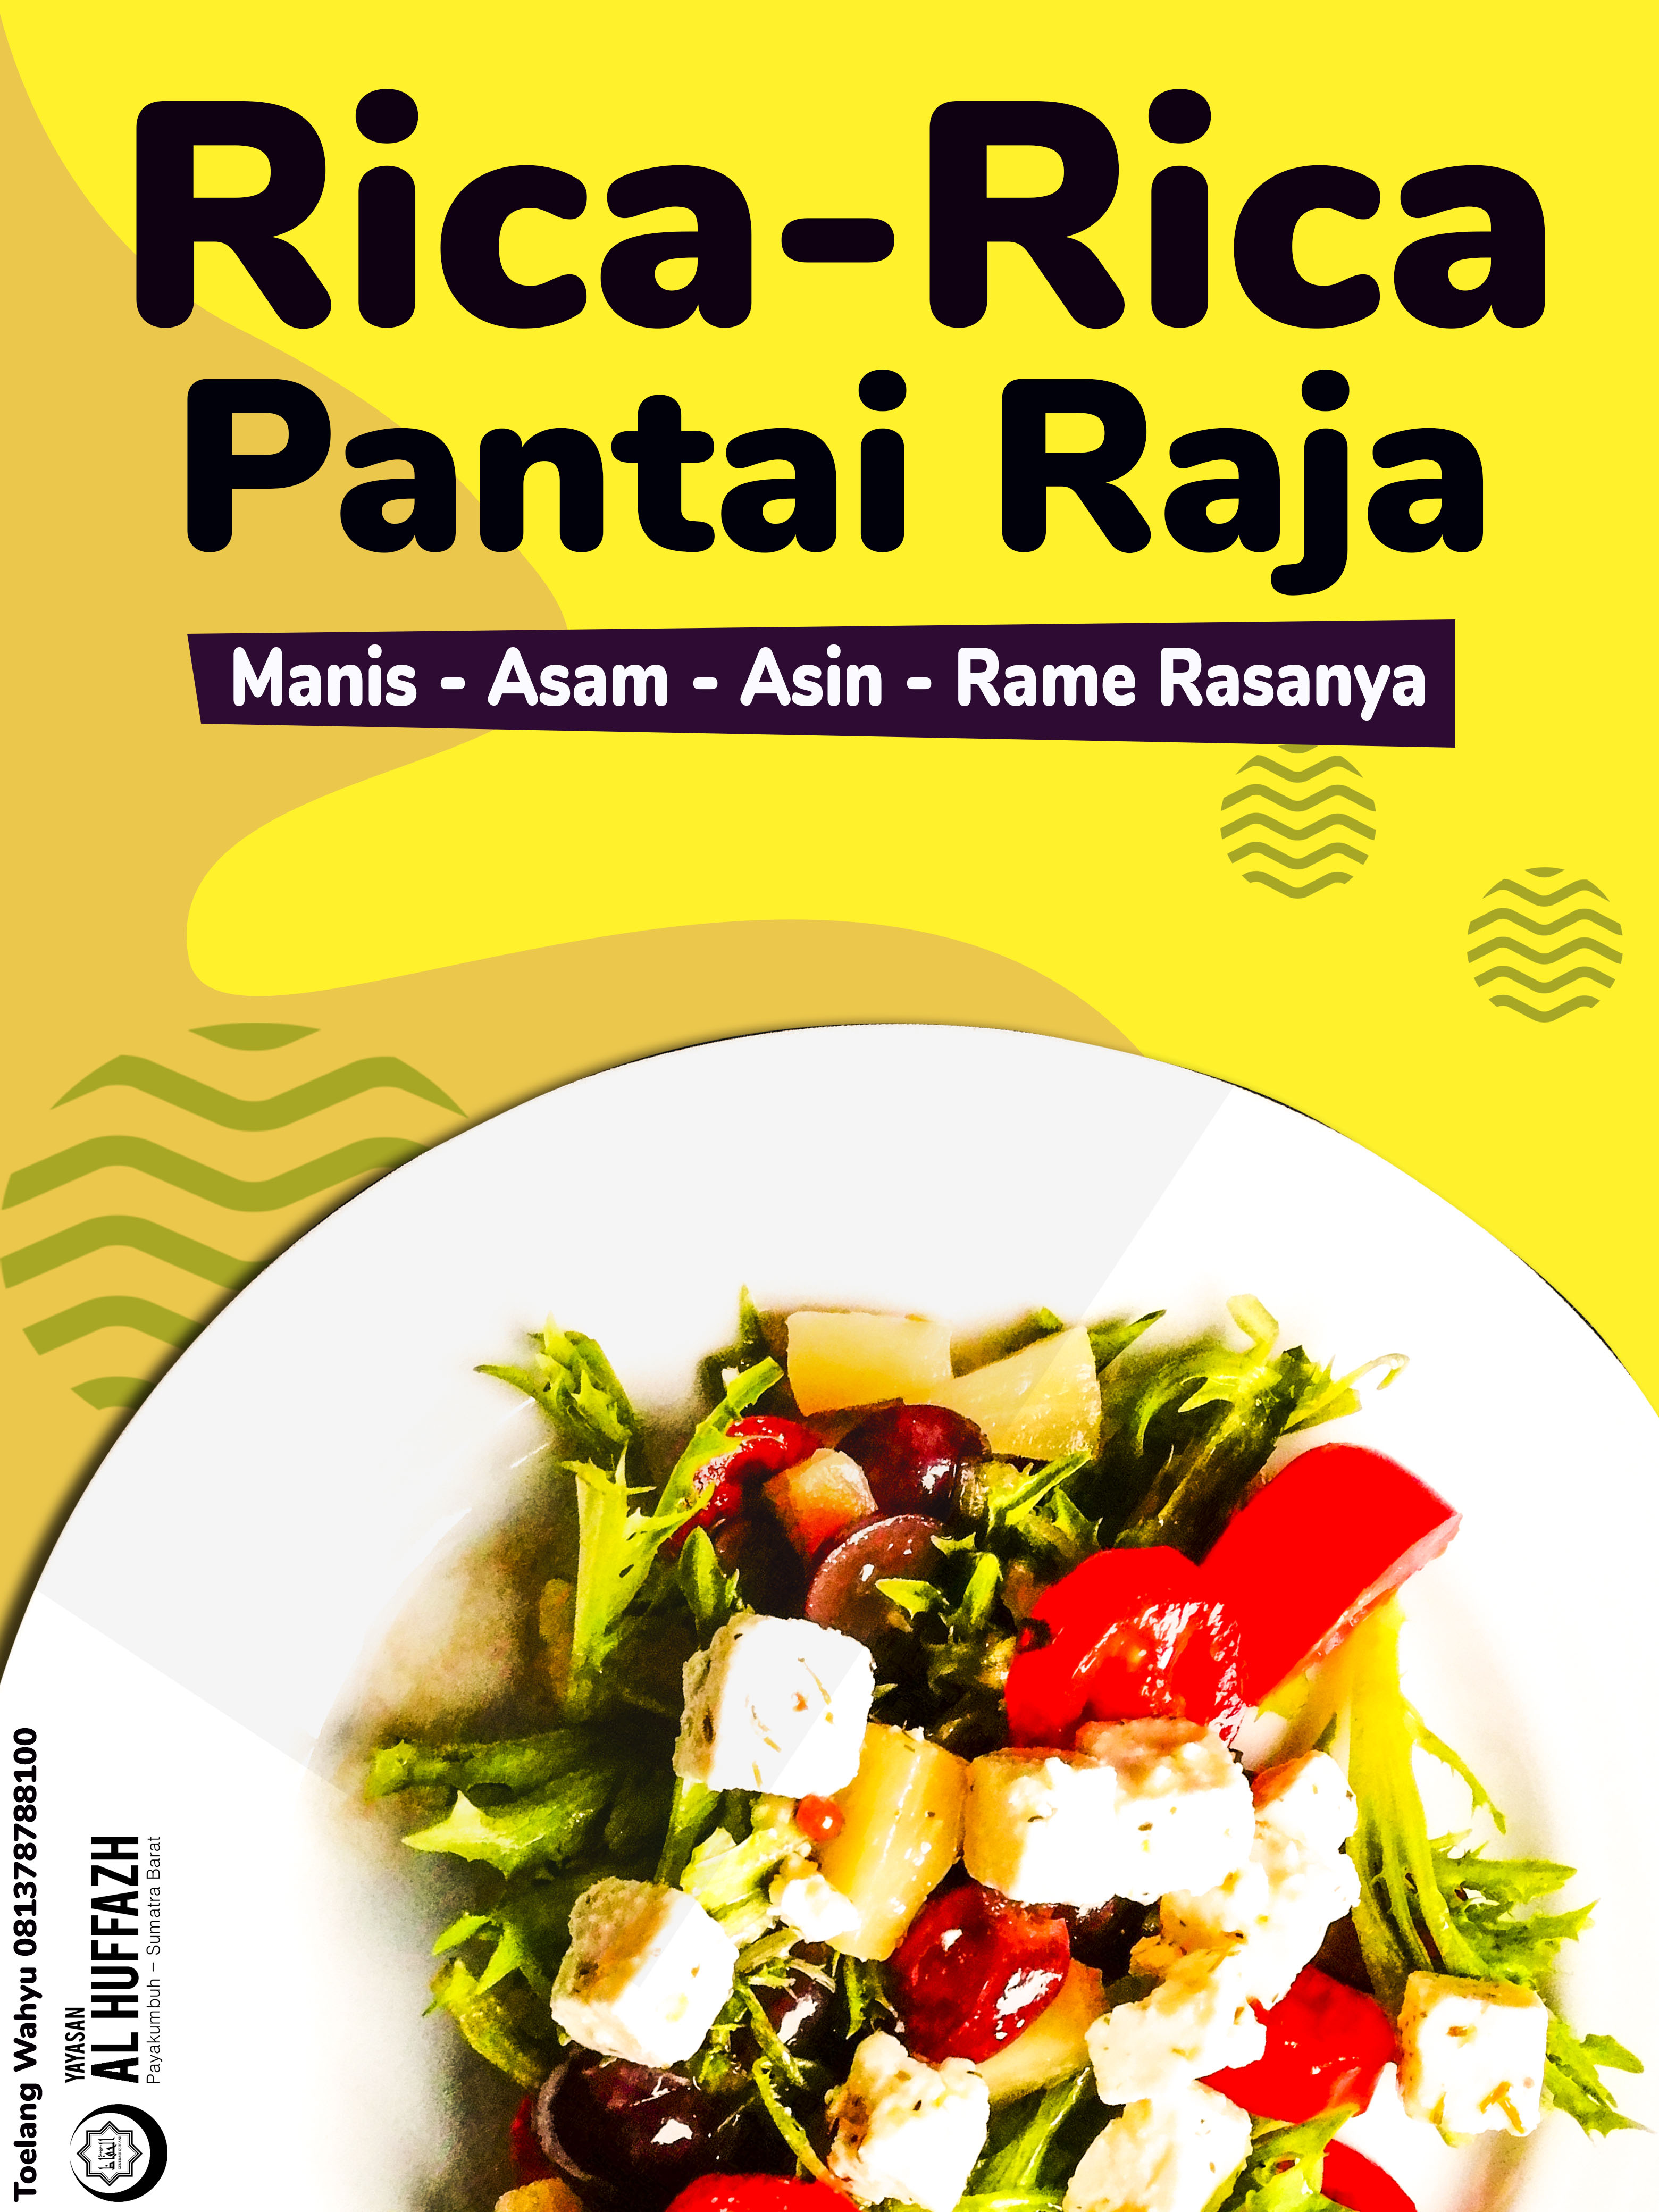 Rica-Rica
Pantai Raja
Manis - Asam - Asin - Rame Rasanya
Toelang Wahyu 081378788100
YAYASAN
AL HUFFAZH
Payakumbuh – Sumatra Barat